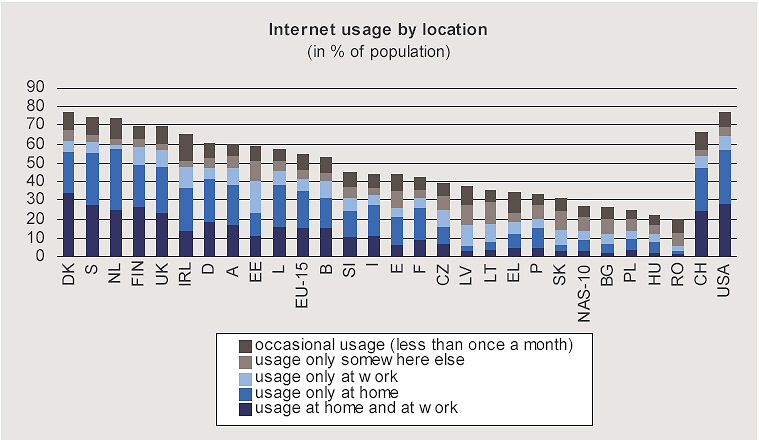 Internet usage by location
(in % of population)
90
80
70
60
50
40
30
20
10
0
DK
S
NL
FIN
UK
IRL
D
A
EE
L
EU-15
B
SI
I
E
F
CZ
LV
LT
EL
P
SK
NAS-10
BG
PL
HU
RO
CH
USA
occasional usage (less than once a month)
usage only somewhere else
usage only at work
usage only at home
usage at home and at work